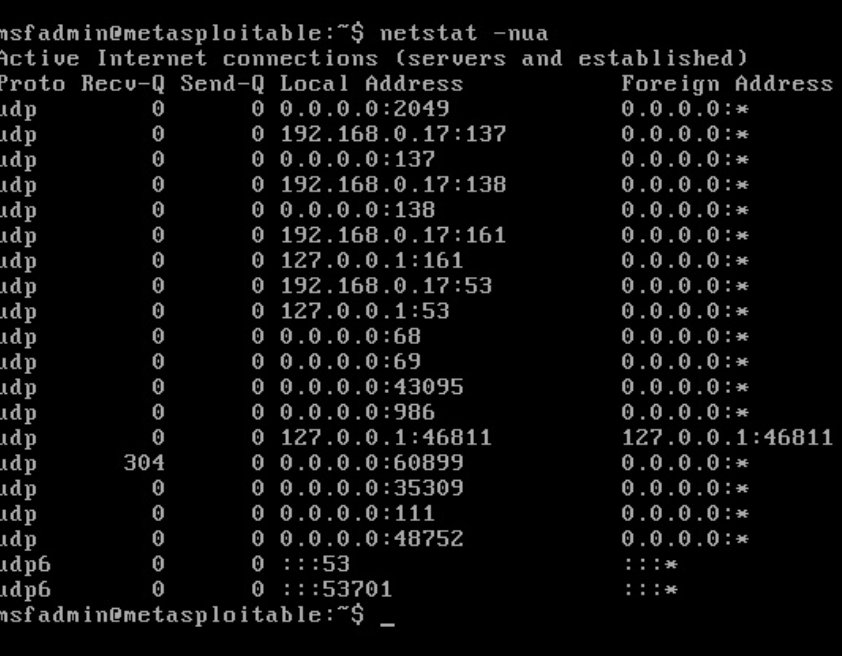 msfadmin@metasploitable:~$ netstat -nua
Active Internet connections (servers and established)
Proto Recv-Q Send-Q Local Address           Foreign Address
udp        0      0 0.0.0.0:2049            0.0.0.0:*
udp        0      0 192.168.0.17:137        0.0.0.0:*
udp        0      0 0.0.0.0:137             0.0.0.0:*
udp        0      0 192.168.0.17:138        0.0.0.0:*
udp        0      0 0.0.0.0:138             0.0.0.0:*
udp        0      0 192.168.0.17:161        0.0.0.0:*
udp        0      0 127.0.0.1:161           0.0.0.0:*
udp        0      0 192.168.0.17:53         0.0.0.0:*
udp        0      0 127.0.0.1:53            0.0.0.0:*
udp        0      0 0.0.0.0:68              0.0.0.0:*
udp        0      0 0.0.0.0:69              0.0.0.0:*
udp        0      0 0.0.0.0:43095           0.0.0.0:*
udp        0      0 0.0.0.0:986             0.0.0.0:*
udp        0      0 127.0.0.1:46811         127.0.0.1:46811
udp      304      0 0.0.0.0:60899           0.0.0.0:*
udp        0      0 0.0.0.0:35309           0.0.0.0:*
udp        0      0 0.0.0.0:111             0.0.0.0:*
udp        0      0 0.0.0.0:48752           0.0.0.0:*
udp6       0      0 :::53                   :::*
udp6       0      0 :::53701                :::*
msfadmin@metasploitable:~$ _